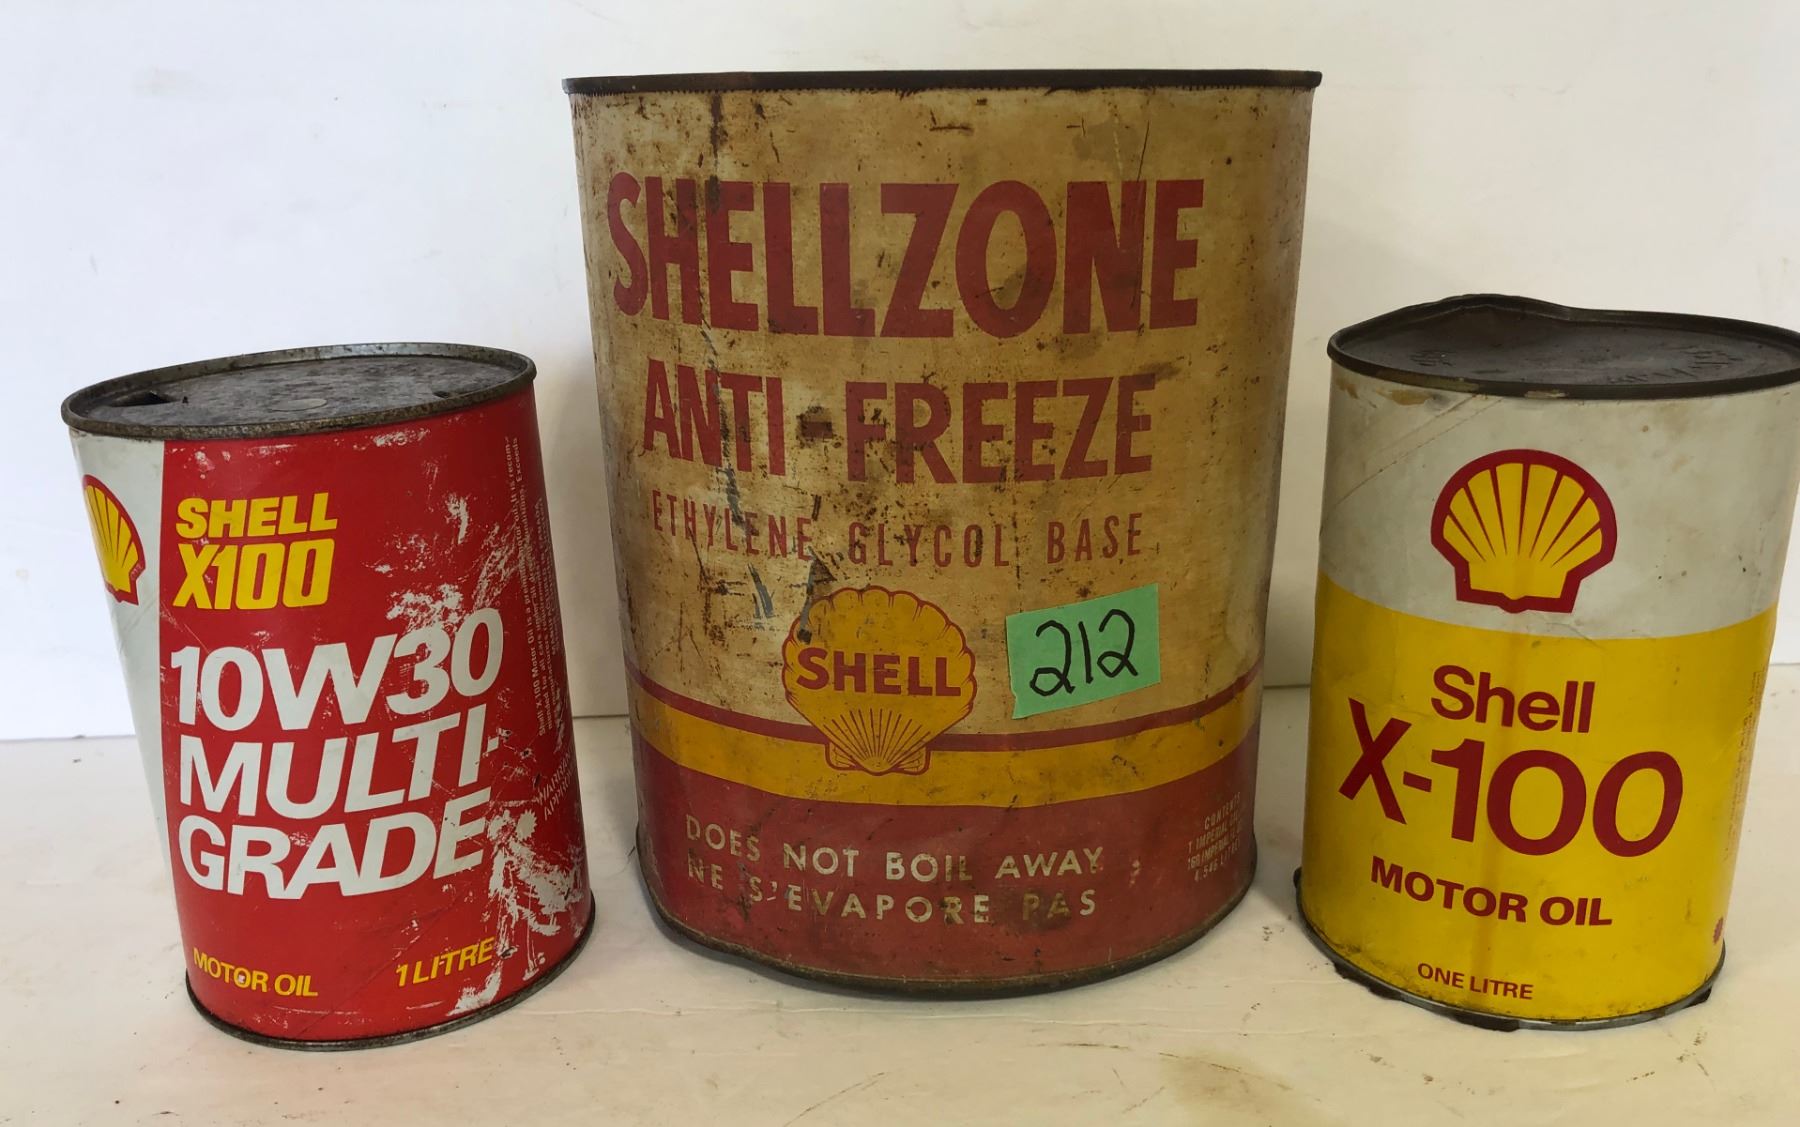 SHELL
X100
10W30
MULTI-
GRADE
MOTOR OIL
1 LITRE
SHELLZONE
ANTI-FREEZE
ETHYLENE GLYCOL BASE
SHELL
212
DOES NOT BOIL AWAY
NE S'EVAPORE PAS
CONTENTS
Shell
X-100
MOTOR OIL
ONE LITRE